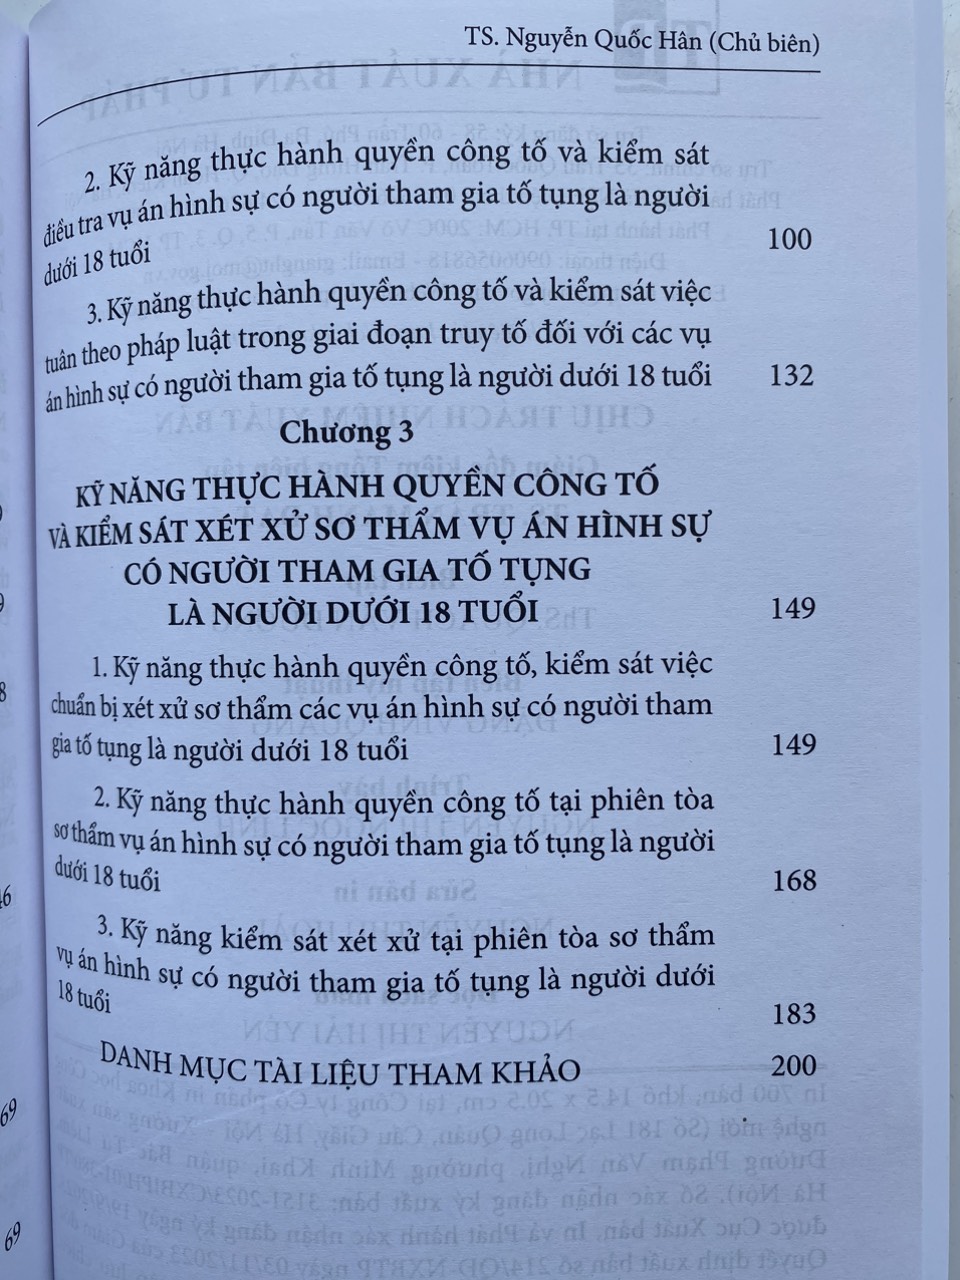 TS. Nguyễn Quốc Hân (Chủ biên)
2. Kỹ năng thực hành quyền công tố và kiểm sát
điều tra vụ án hình sự có người tham gia tố tụng là người
dưới 18 tuổi 100
3. Kỹ năng thực hành quyền công tố và kiểm sát việc
tuân theo pháp luật trong giai đoạn truy tố đối với các vụ
án hình sự có người tham gia tố tụng là người dưới 18 tuổi 132
Chương 3
KỸ NĂNG THỰC HÀNH QUYỀN CÔNG TỐ
VÀ KIỂM SÁT XÉT XỬ SƠ THẨM VỤ ÁN HÌNH SỰ
CÓ NGƯỜI THAM GIA TỐ TỤNG
LÀ NGƯỜI DƯỚI 18 TUỔI 149
1. Kỹ năng thực hành quyền công tố, kiểm sát việc
chuẩn bị xét xử sơ thẩm các vụ án hình sự có người tham
gia tố tụng là người dưới 18 tuổi 149
2. Kỹ năng thực hành quyền công tố tại phiên tòa
sơ thẩm vụ án hình sự có người tham gia tố tụng là người
dưới 18 tuổi 168
3. Kỹ năng kiểm sát xét xử tại phiên tòa sơ thẩm
vụ án hình sự có người tham gia tố tụng là người dưới
18 tuổi 183
DANH MỤC TÀI LIỆU THAM KHẢO 200
69
69